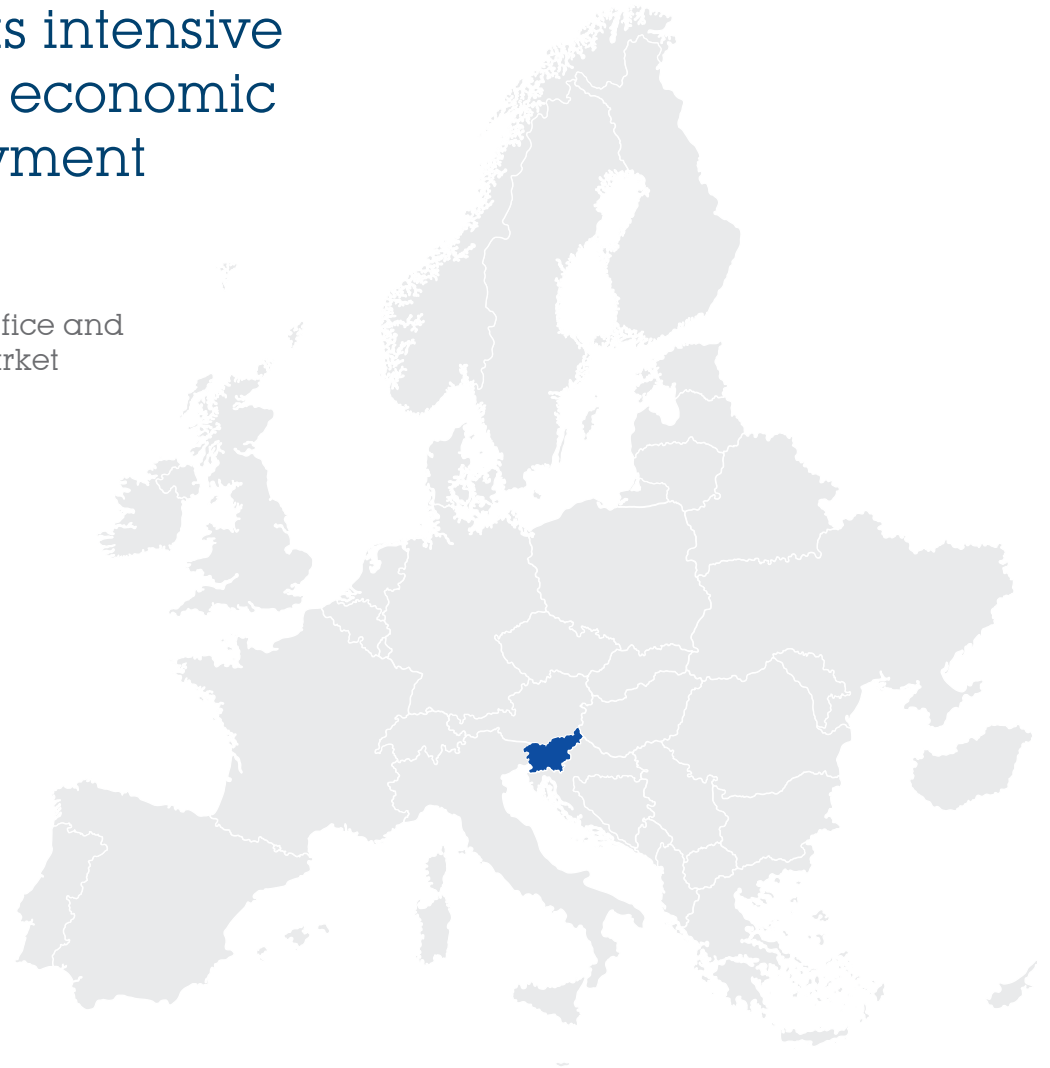 s intensive
economic
yment
fice and
rket